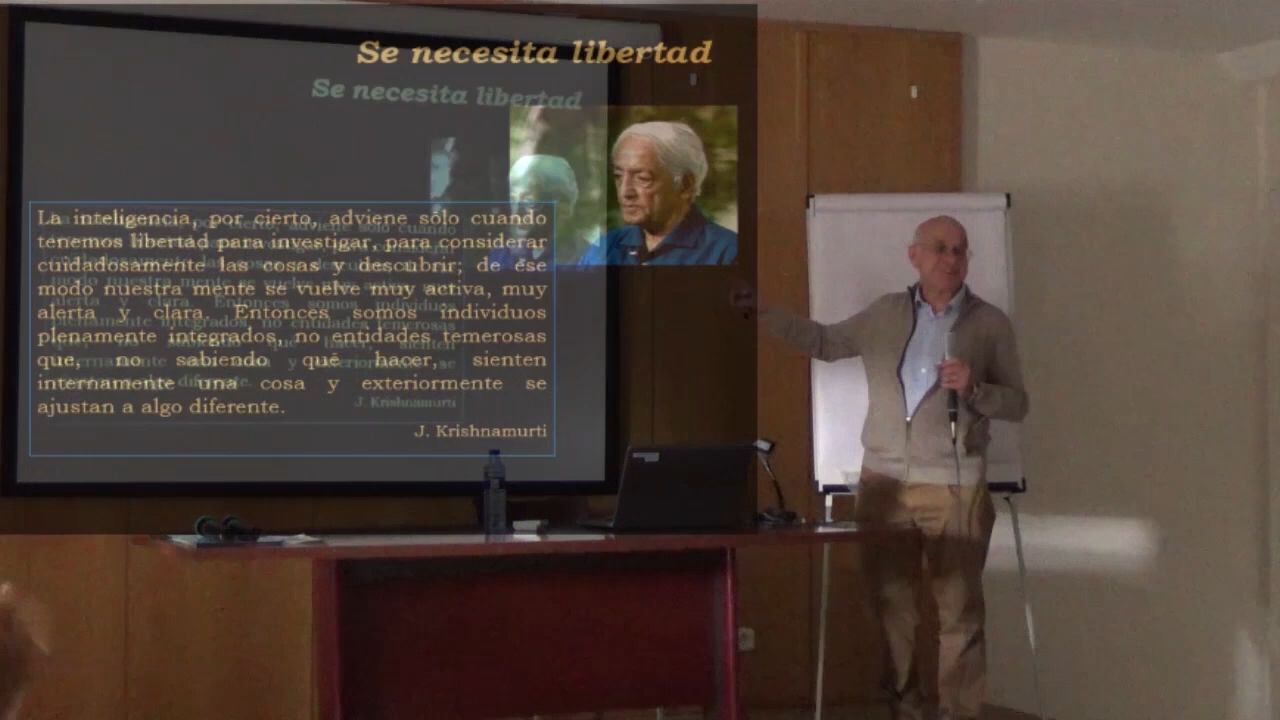 Se necesita libertad
Se necesita libertad
La inteligencia, por cierto, adviene sólo cuando
tenemos libertad para investigar, para considerar
cuidadosamente las cosas y descubrir; de ese
modo nuestra mente se vuelve muy activa, muy
alerta y clara. Entonces somos individuos
plenamente integrados, no entidades temerosas
que, no sabiendo qué hacer, sienten
internamente una cosa y exteriormente se
ajustan a algo diferente.
J. Krishnamurti
J. Krishnamurti